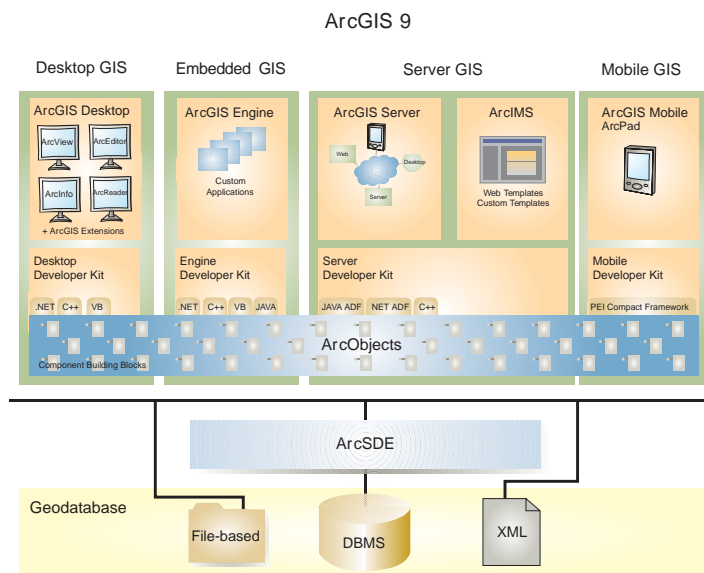 ArcGIS 9
Desktop GIS
Embedded GIS
Server GIS
Mobile GIS
ArcGIS Desktop
ArcView
ArcEditor
ArcInfo
ArcReader
+ ArcGIS Extensions
ArcGIS Engine
Custom
Applications
ArcGIS Server
Web
Desktop
Server
ArcIMS
Web Templates
Custom Templates
ArcGIS Mobile
ArcPad
Desktop
Developer Kit
.NET C++ VB
Engine
Developer Kit
.NET C++ VB JAVA
Server
Developer Kit
JAVA ADF .NET ADF C++
Mobile
Developer Kit
PEI Compact Framework
ArcObjects
Component Building Blocks
ArcSDE
Geodatabase
File-based
DBMS
XML